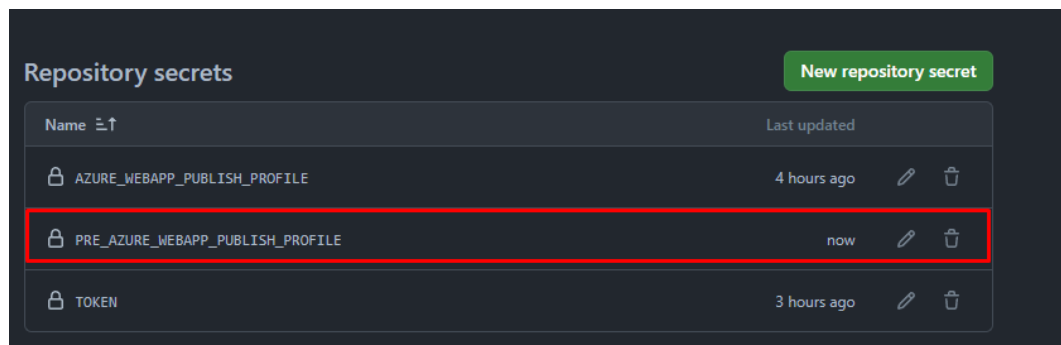 Repository secrets
New repository secret
Name
Last updated
AZURE_WEBAPP_PUBLISH_PROFILE
4 hours ago
PRE_AZURE_WEBAPP_PUBLISH_PROFILE
now
TOKEN
3 hours ago